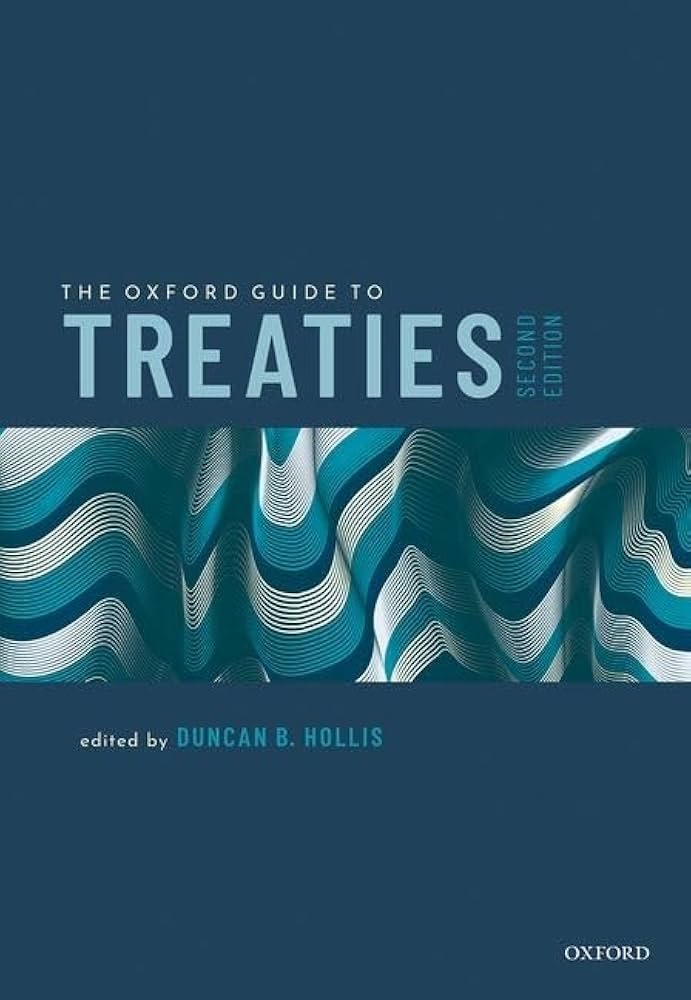 THE OXFORD GUIDE TO
TREATIES
SECOND
EDITION
edited by DUNCAN B. HOLLIS
OXFORD